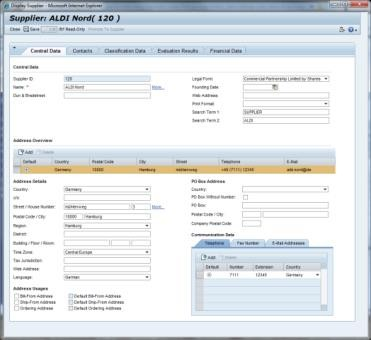 Display Supplier - Microsoft Internet Explorer
Supplier: ALDI Nord( 120 )
Close Save RF Read-Only Promote To Supplier
Central Data Contacts Classification Data Evaluation Results Financial Data
Central Data
Supplier ID: 120
Name: * ALDI Nord More...
Dun & Bradstreet:
Legal Form: Commercial Partnership Limited by Shares
Founding Date:
Web Address:
Print Format:
Search Term 1: SUPPLIER
Search Term 2: ALDI
Address Overview
Add Delete
Default Country Postal Code City Street Telephone E-Mail
Germany Hamburg +49 (7111) 12345
Address Details
Country: Germany
c/o:
Street / House Number: 3 More...
Postal Code / City: Hamburg
Region: Hamburg
District:
Building / Floor / Room:
Time Zone: Central Europe
Tax Jurisdiction:
Web Address:
Language: German
PO Box Address
Country:
PO Box Without Number:
PO Box:
Postal Code / City:
Company Postal Code:
Communication Data
Telephone Fax Number E-Mail Addresses
Add Delete
Default Number Extension Country
7111 12345 Germany
Address Usages
Bill-From Address Default Bill-From Address
Ship-From Address Default Ship-From Address
Ordering Address Default Ordering Address